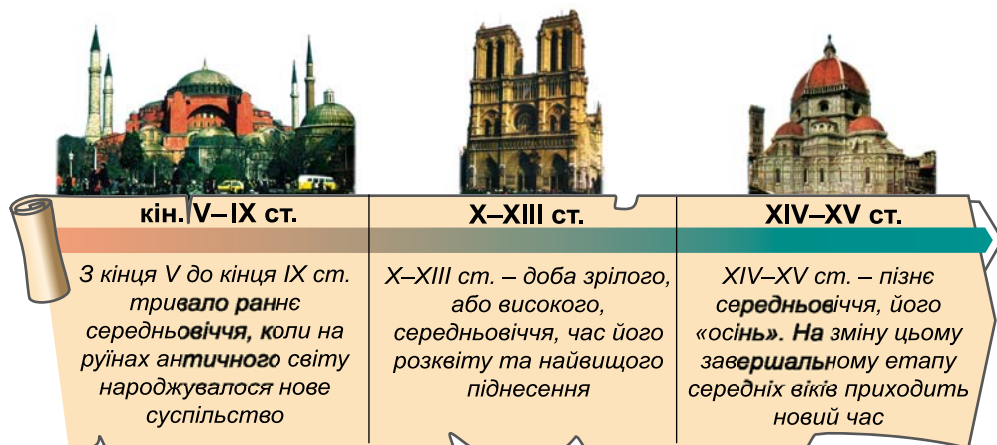 кін. V–IX ст.
З кінця V до кінця IX ст.
тривало раннє
середньовіччя, коли на
руїнах античного світу
народжувалося нове
суспільство
X–XIII ст.
X–XIII ст. – доба зрілого,
або високого,
середньовіччя, час його
розквіту та найвищого
піднесення
XIV–XV ст.
XIV–XV ст. – пізнє
середньовіччя, його
«осінь». На зміну цьому
завершальному етапу
середніх віків приходить
новий час